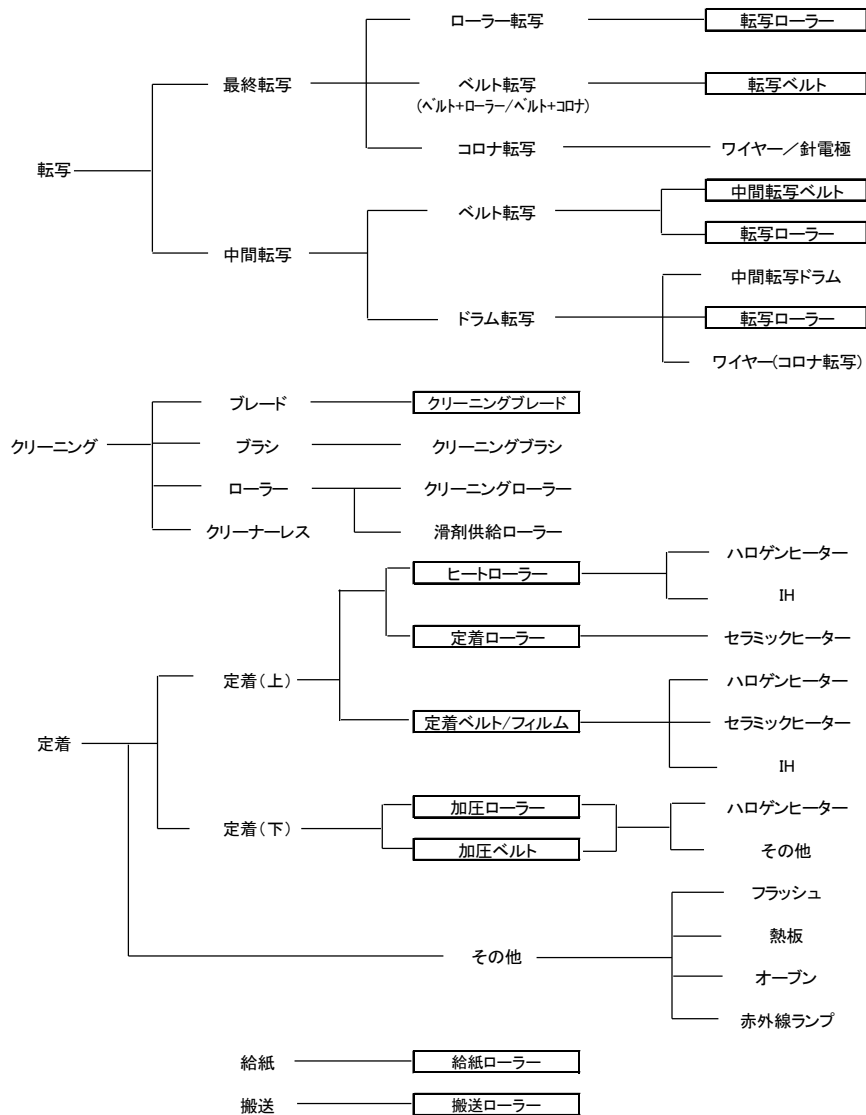 ローラー転写
転写ローラー
最終転写
ベルト転写
(ベルト+ローラー/ベルト+コロナ)
転写ベルト
コロナ転写
ワイヤー／針電極
転写
中間転写
ベルト転写
中間転写ベルト
転写ローラー
ドラム転写
中間転写ドラム
転写ローラー
ワイヤー(コロナ転写)
クリーニング
ブレード
クリーニングブレード
ブラシ
クリーニングブラシ
ローラー
クリーニングローラー
クリーナーレス
滑剤供給ローラー
定着
定着（上）
ヒートローラー
ハロゲンヒーター
IH
定着ローラー
セラミックヒーター
定着ベルト/フィルム
ハロゲンヒーター
セラミックヒーター
IH
定着（下）
加圧ローラー
加圧ベルト
ハロゲンヒーター
その他
その他
フラッシュ
熱板
オーブン
赤外線ランプ
給紙
給紙ローラー
搬送
搬送ローラー